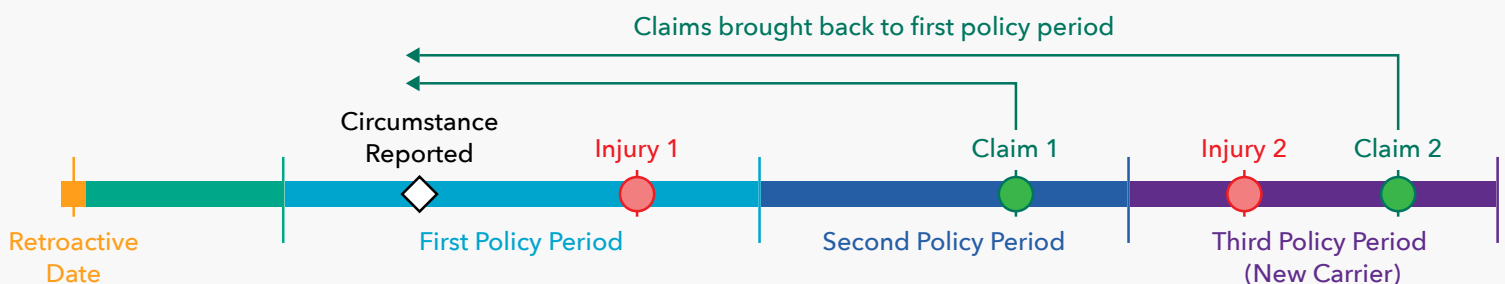 Claims brought back to first policy period
Circumstance
Reported
Injury 1
Claim 1
Injury 2
Claim 2
Retroactive
Date
First Policy Period
Second Policy Period
Third Policy Period
(New Carrier)